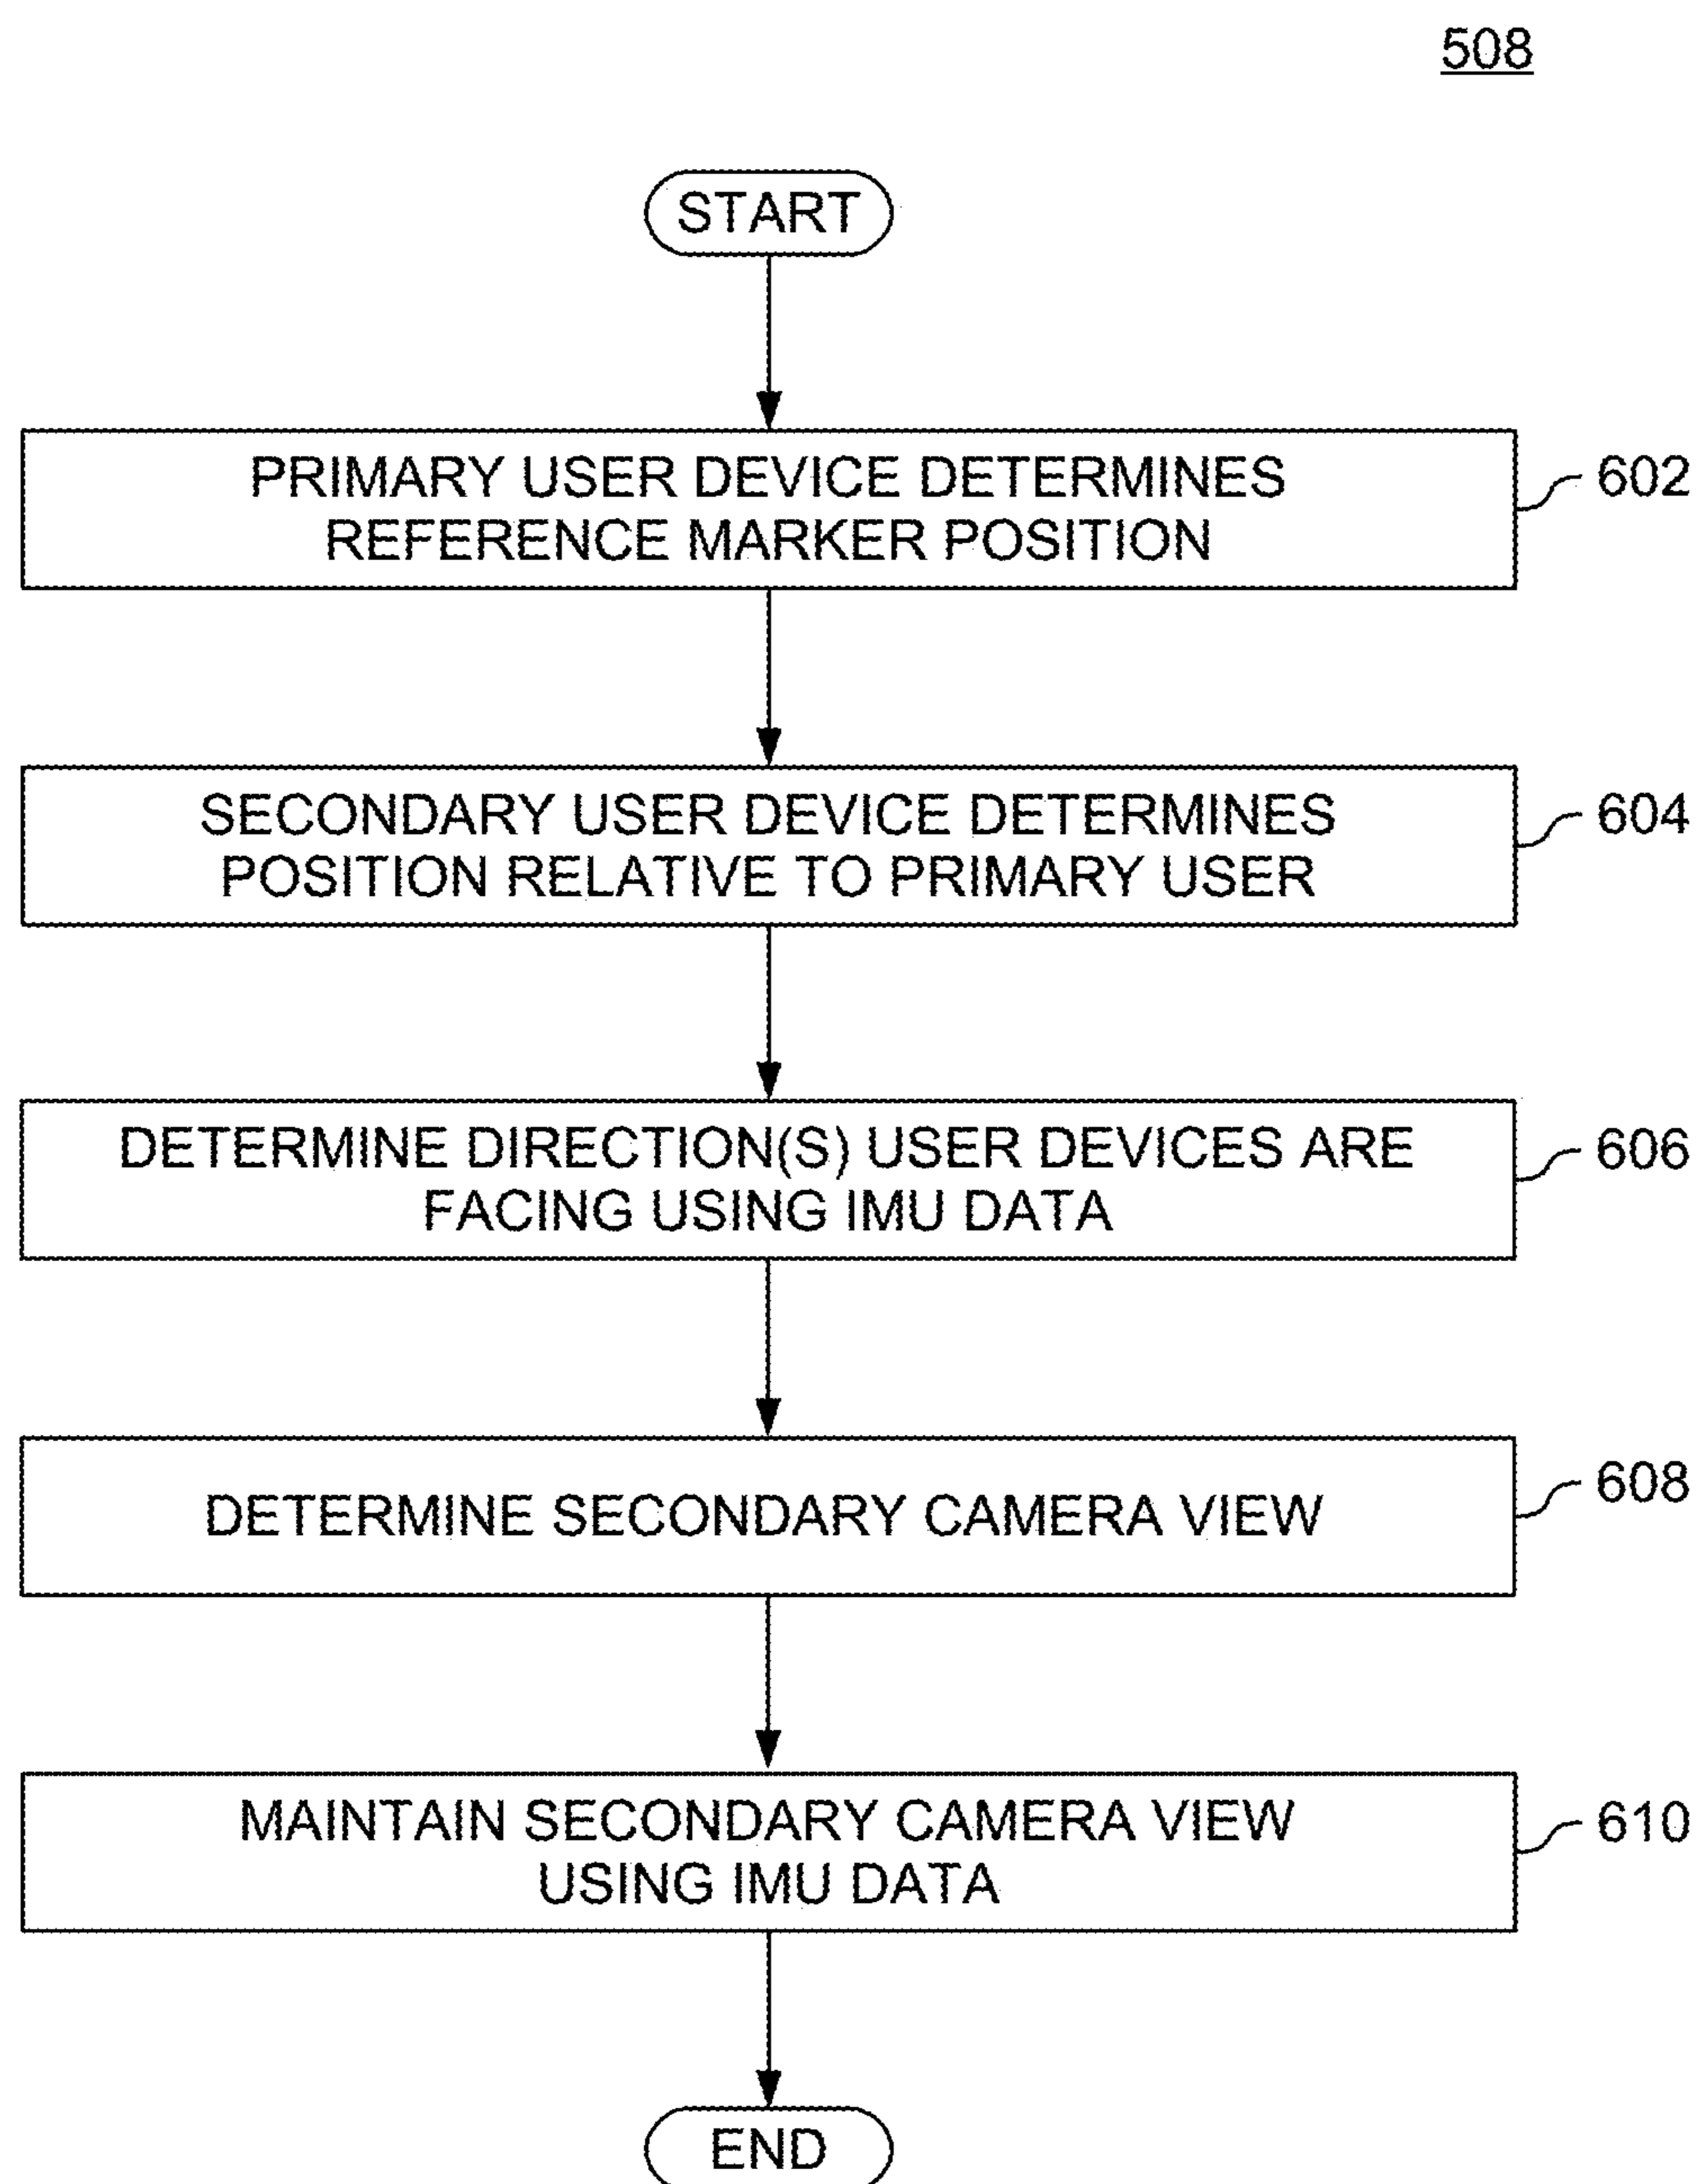 508
START
PRIMARY USER DEVICE DETERMINES
REFERENCE MARKER POSITION
602
SECONDARY USER DEVICE DETERMINES
POSITION RELATIVE TO PRIMARY USER
604
DETERMINE DIRECTION(S) USER DEVICES ARE
FACING USING IMU DATA
606
DETERMINE SECONDARY CAMERA VIEW
608
MAINTAIN SECONDARY CAMERA VIEW
USING IMU DATA
610
END